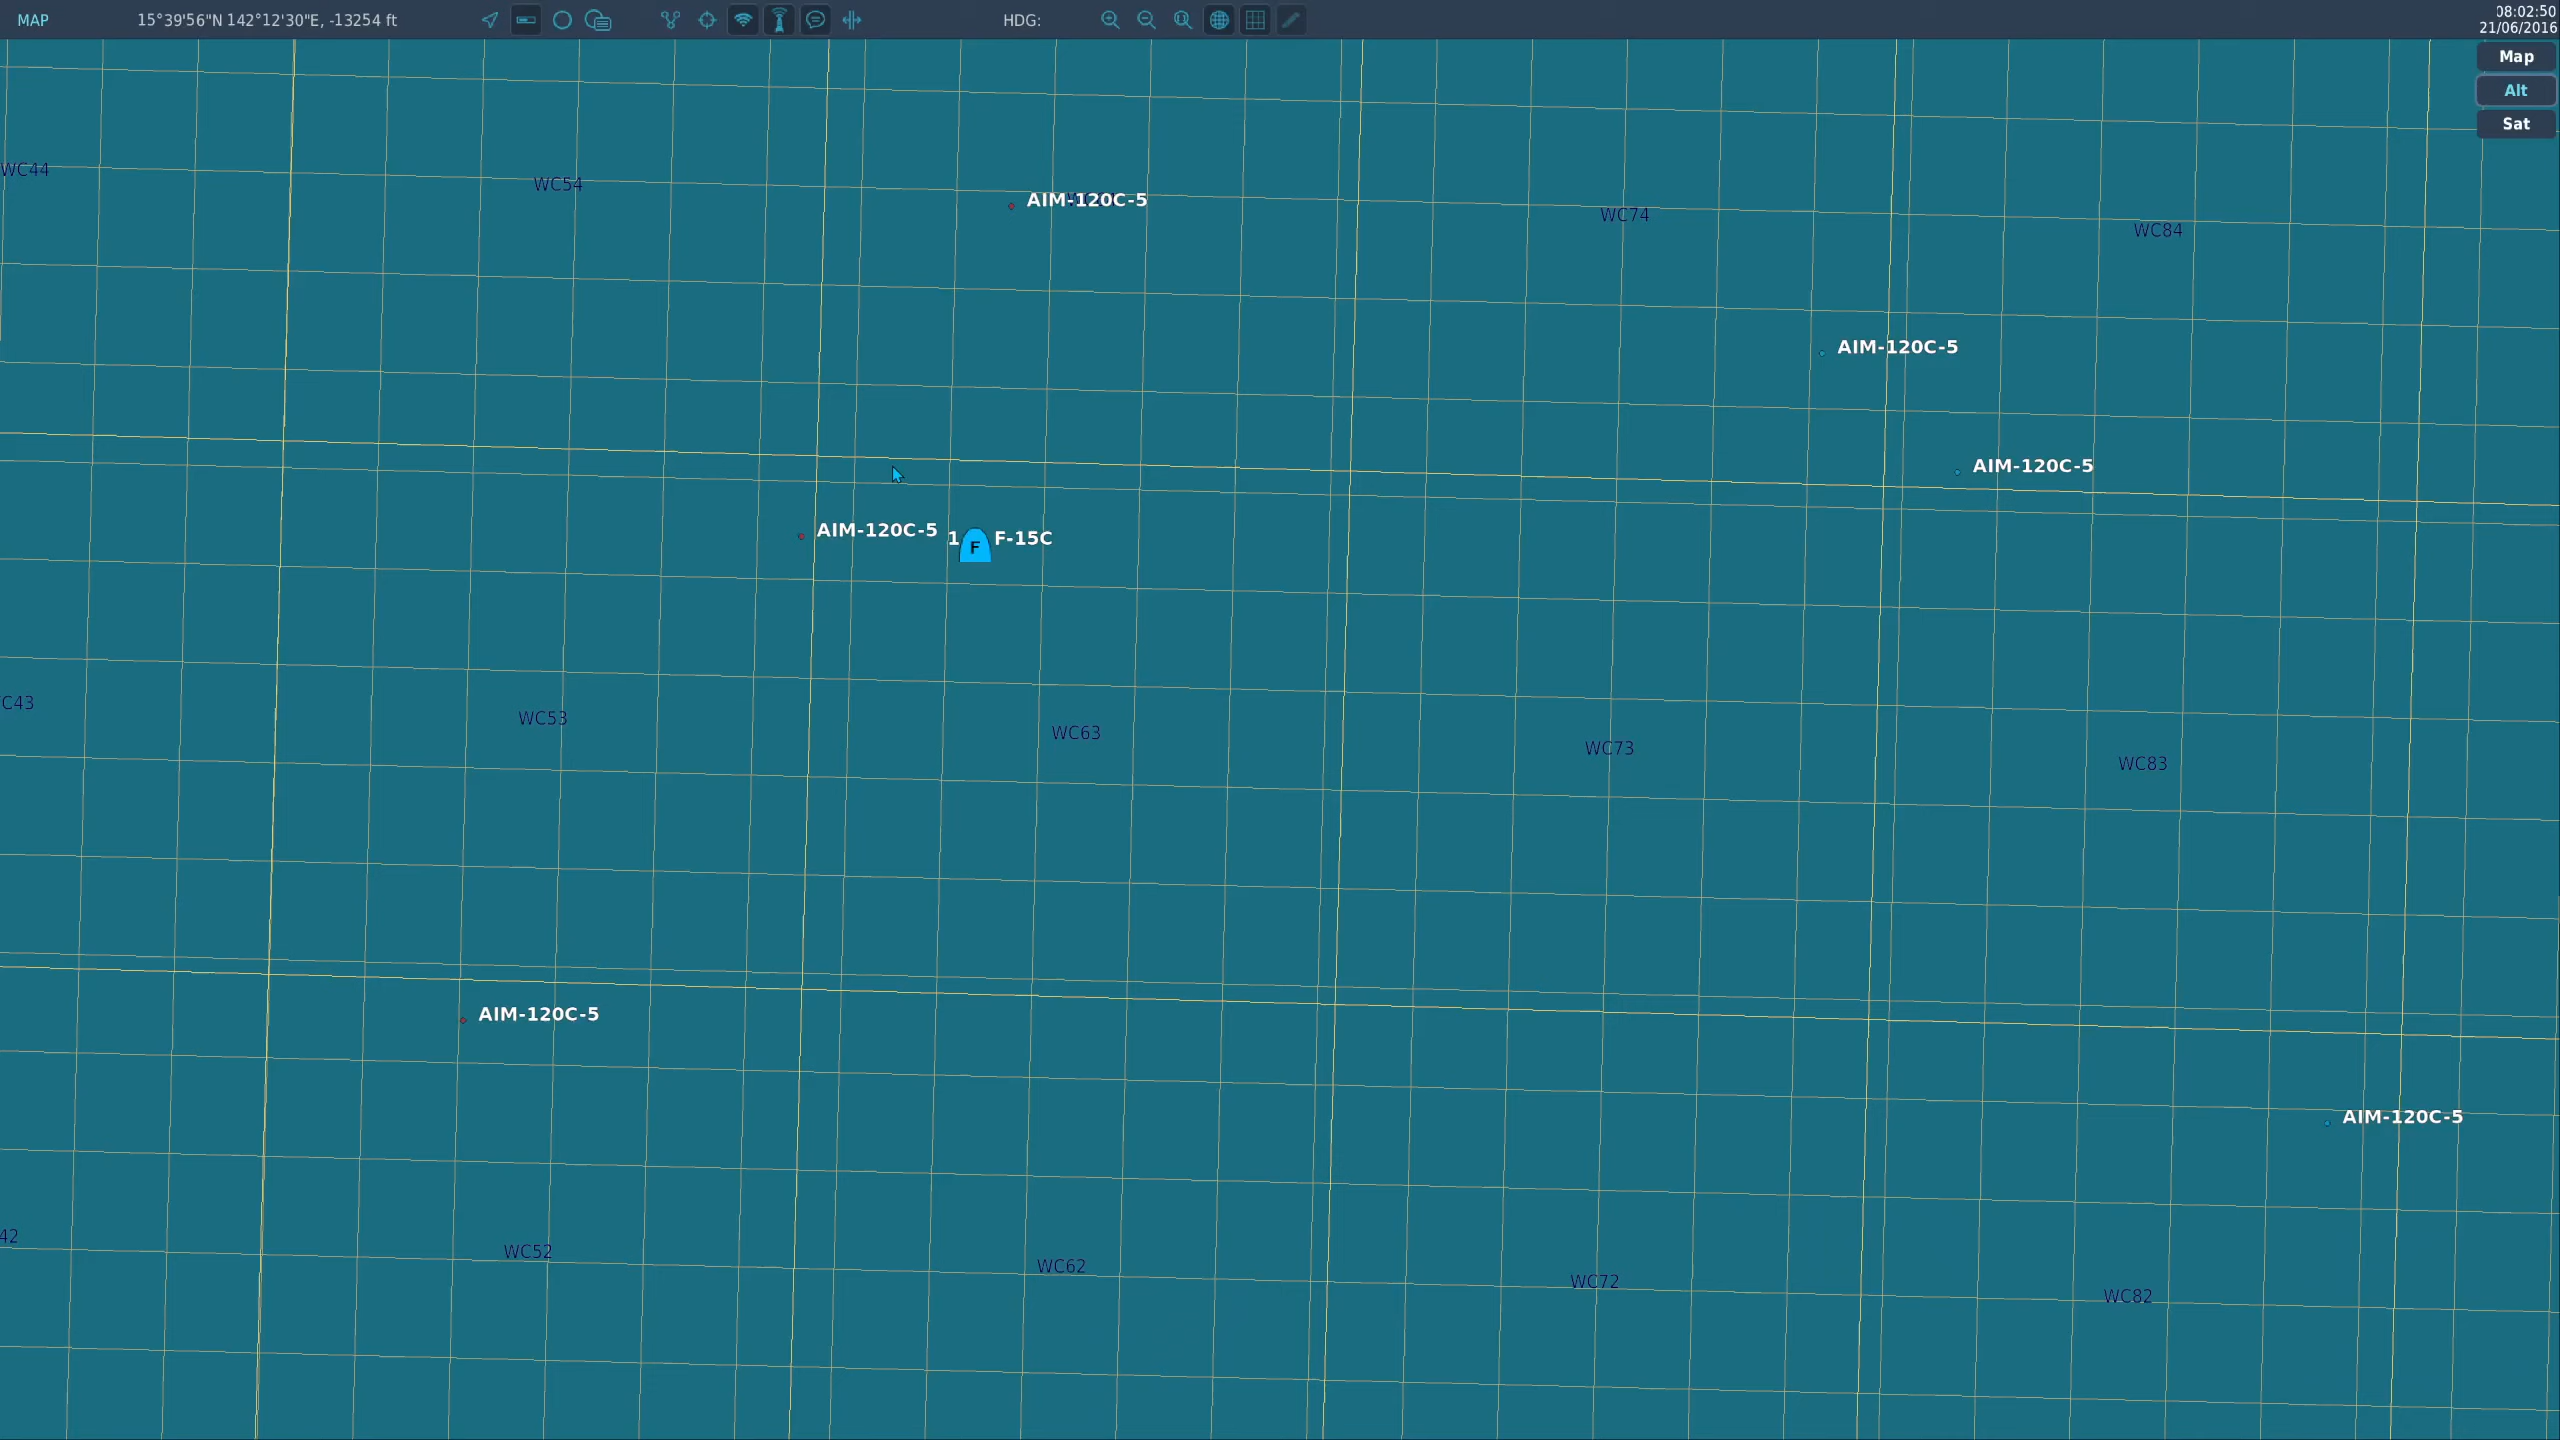 MAP 15°39'56"N 142°12'30"E, -13254 ft HDG: 08:02:50
21/06/2016
Map
Alt
Sat
WC44 WC54 AIM-120C-5 WC74 WC84
AIM-120C-5
AIM-120C-5
AIM-120C-5 1 F F-15C
C43 WC53 WC63 WC73 WC83
AIM-120C-5
AIM-120C-5
42 WC52 WC62 WC72 WC82